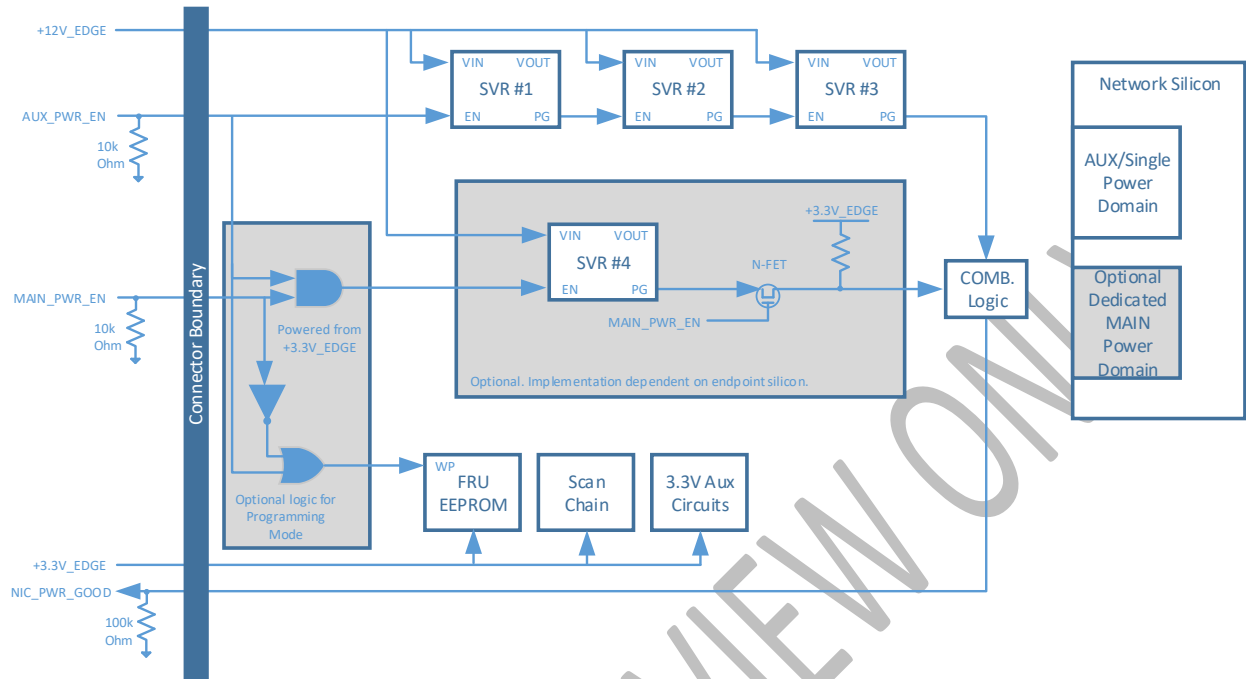 +12V_EDGE
AUX_PWR_EN
10k
Ohm
MAIN_PWR_EN
10k
Ohm
+3.3V_EDGE
NIC_PWR_GOOD
100k
Ohm
Connector Boundary
VIN VOUT
SVR #1
EN PG
VIN VOUT
SVR #2
EN PG
VIN VOUT
SVR #3
EN PG
Powered from
+3.3V_EDGE
Optional logic for
Programming
Mode
VIN VOUT
SVR #4
EN PG
N-FET
MAIN_PWR_EN
+3.3V_EDGE
Optional. Implementation dependent on endpoint silicon.
COMB.
Logic
WP
FRU
EEPROM
Scan
Chain
3.3V Aux
Circuits
Network Silicon
AUX/Single
Power
Domain
Optional
Dedicated
MAIN
Power
Domain
VIEW ONL